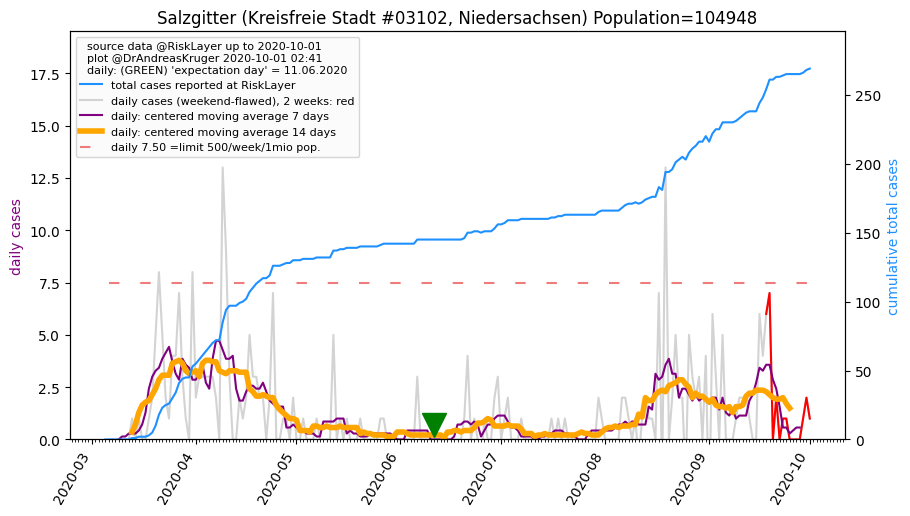 Salzgitter (Kreisfreie Stadt #03102, Niedersachsen) Population=104948
source data @RiskLayer up to 2020-10-01
plot @DrAndreasKruger 2020-10-01 02:41
daily: (GREEN) 'expectation day' = 11.06.2020
total cases reported at RiskLayer
daily cases (weekend-flawed), 2 weeks: red
daily: centered moving average 7 days
daily: centered moving average 14 days
daily 7.50 =limit 500/week/1mio pop.
daily cases
17.5
15.0
12.5
10.0
7.5
5.0
2.5
0.0
cumulative total cases
250
200
150
100
50
0
2020-03
2020-04
2020-05
2020-06
2020-07
2020-08
2020-09
2020-10